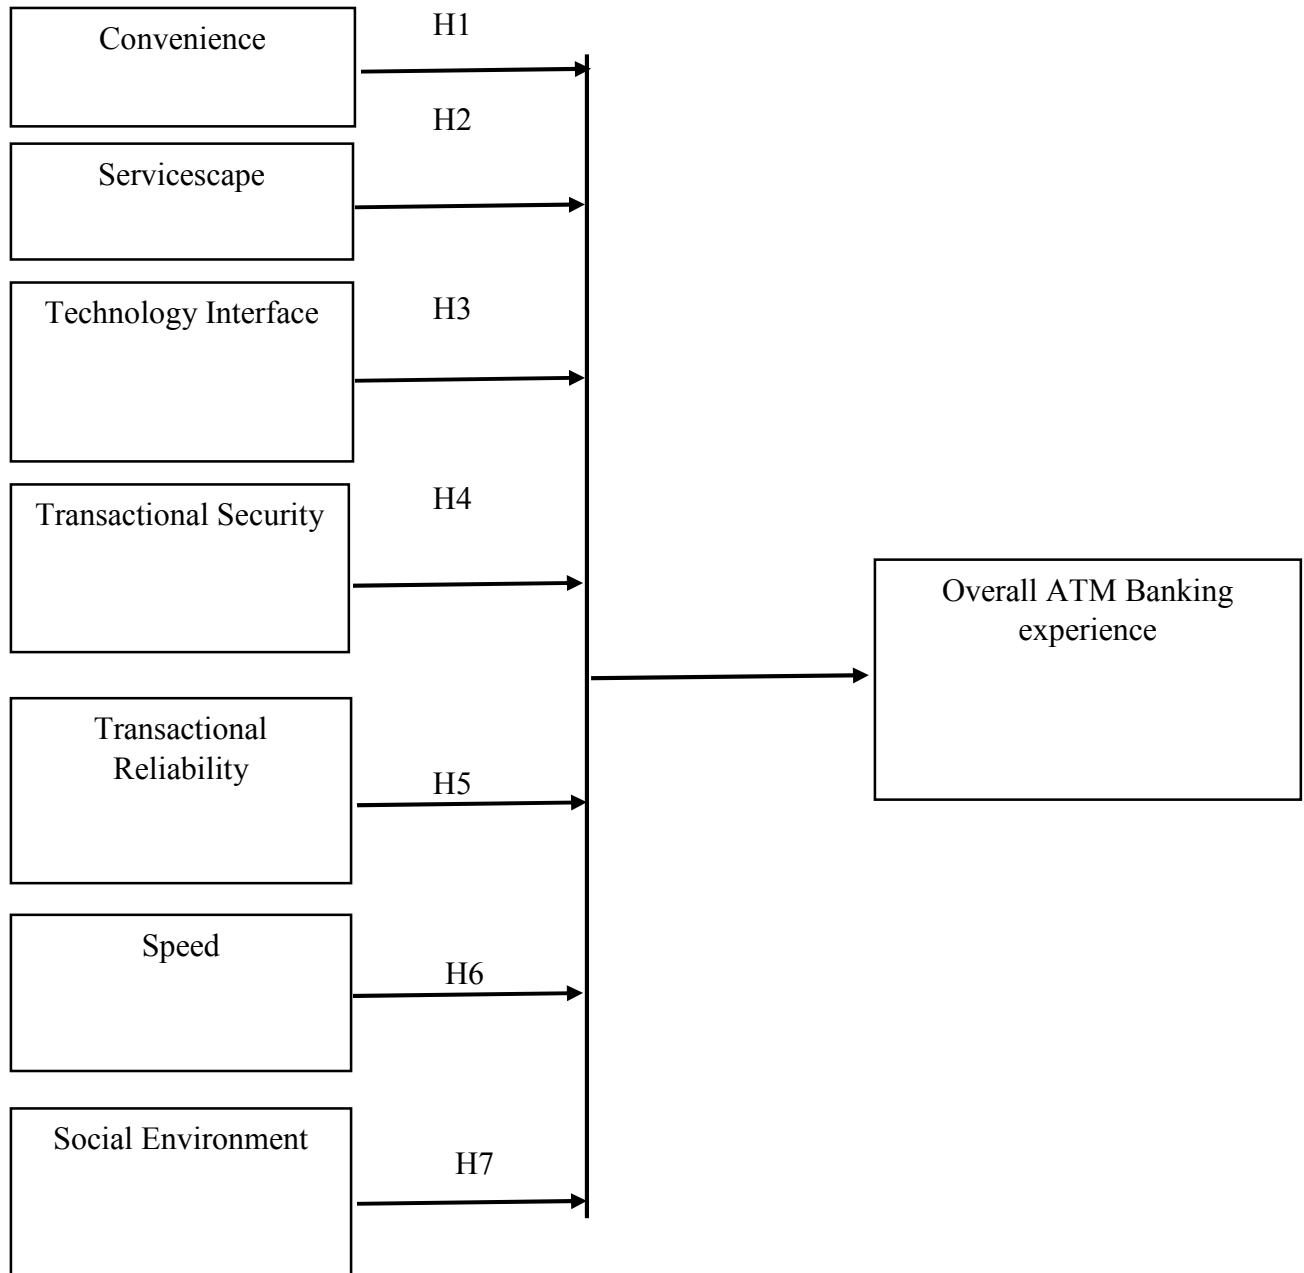 Convenience
H1
H2
Servicescape
Technology Interface
H3
Transactional Security
H4
Overall ATM Banking
experience
Transactional
Reliability
H5
Speed
H6
Social Environment
H7